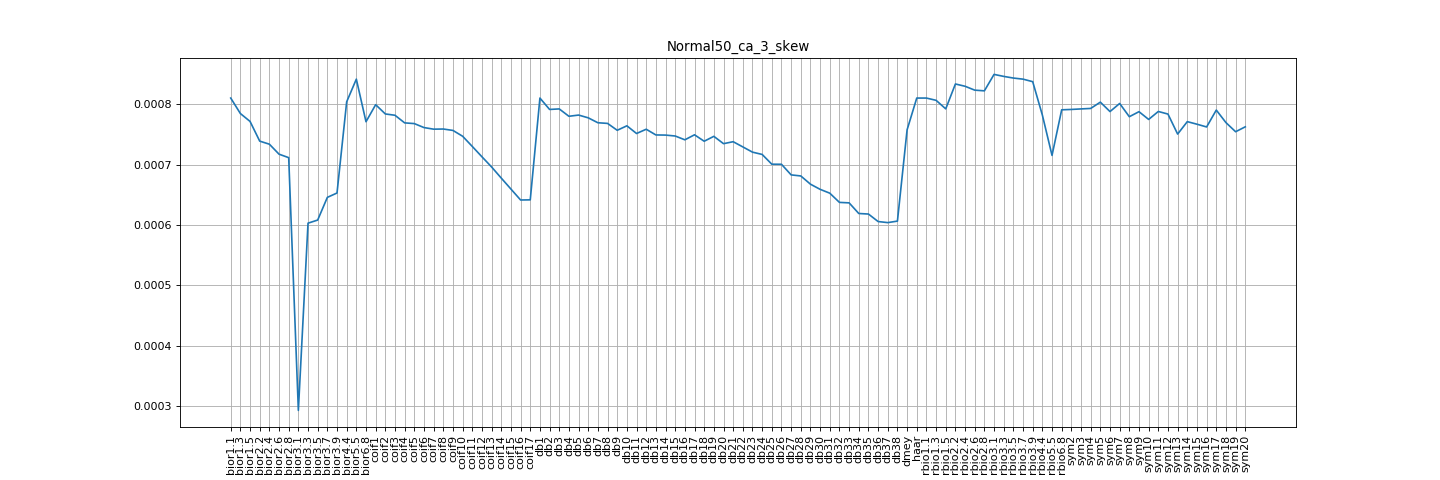 Normal50_ca_3_skew
0.0008
0.0007
0.0006
0.0005
0.0004
0.0003
bior1.1
bior1.3
bior1.5
bior2.2
bior2.4
bior2.6
bior2.8
bior3.1
bior3.3
bior3.5
bior3.7
bior3.9
bior4.4
bior5.5
bior6.8
coif1
coif2
coif3
coif4
coif5
coif6
coif7
coif8
coif9
coif10
coif11
coif12
coif13
coif14
coif15
coif16
coif17
db1
db2
db3
db4
db5
db6
db7
db8
db9
db10
db11
db12
db13
db14
db15
db16
db17
db18
db19
db20
db21
db22
db23
db24
db25
db26
db27
db28
db29
db30
db31
db32
db33
db34
db35
db36
db37
db38
dmey
haar
rbio1.1
rbio1.3
rbio1.5
rbio2.2
rbio2.4
rbio2.6
rbio2.8
rbio3.1
rbio3.3
rbio3.5
rbio3.7
rbio3.9
rbio4.4
rbio5.5
rbio6.8
sym2
sym3
sym4
sym5
sym6
sym7
sym8
sym9
sym10
sym11
sym12
sym13
sym14
sym15
sym16
sym17
sym18
sym19
sym20